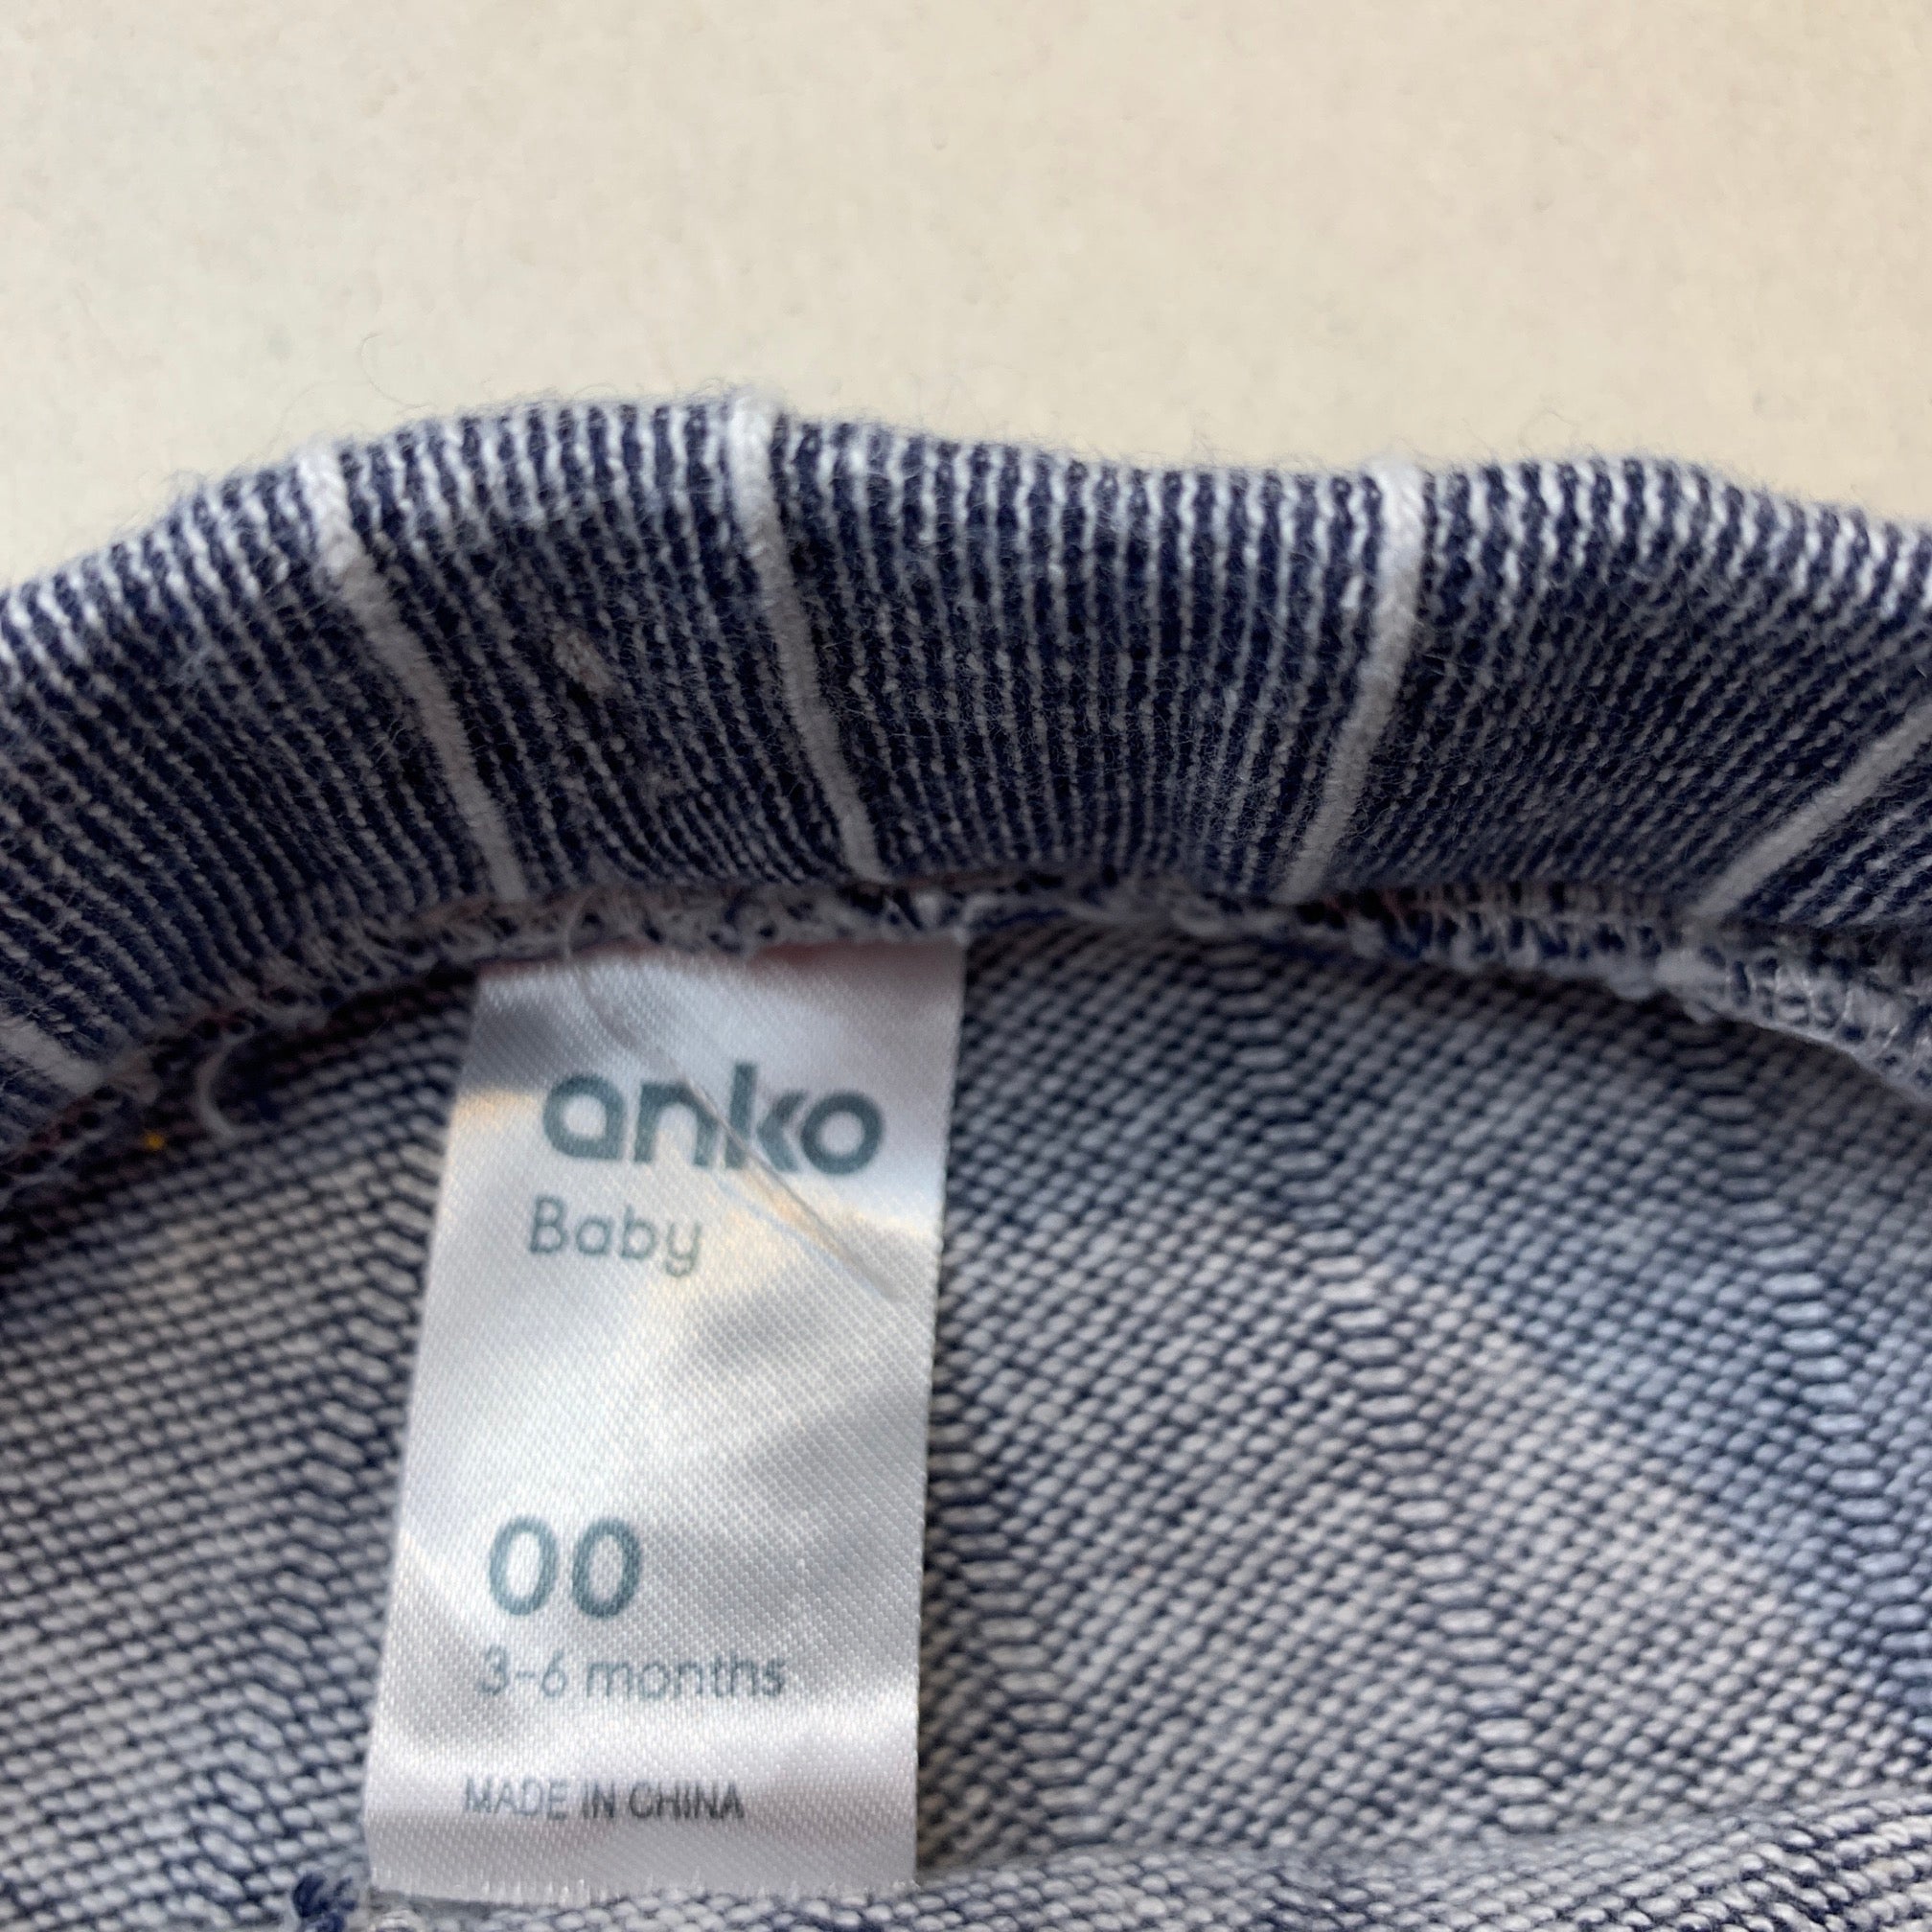 anko
Baby
00
3-6 months
MADE IN CHINA